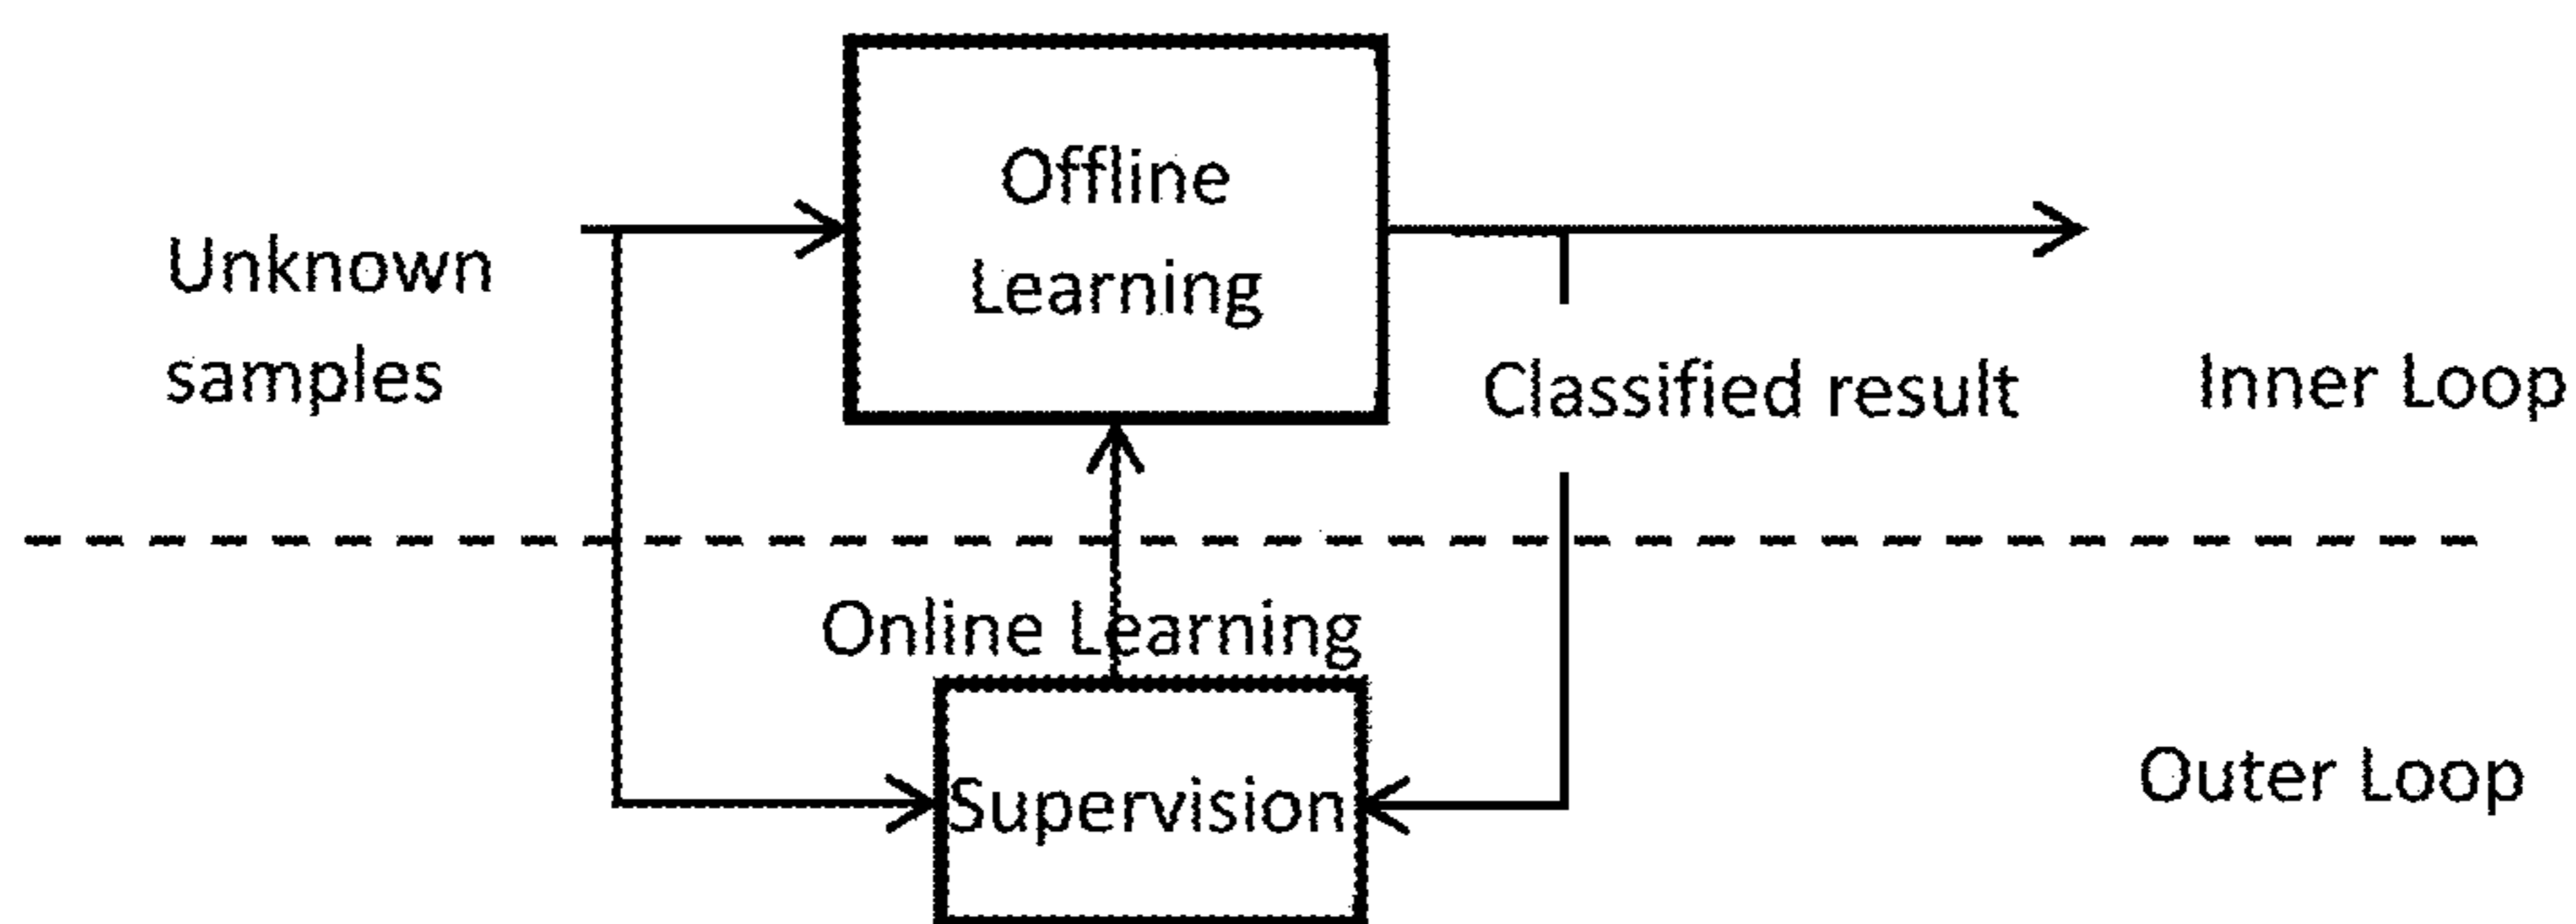 Offline
Learning
Unknown
samples
Classified result
Inner Loop
Online Learning
Supervision
Outer Loop